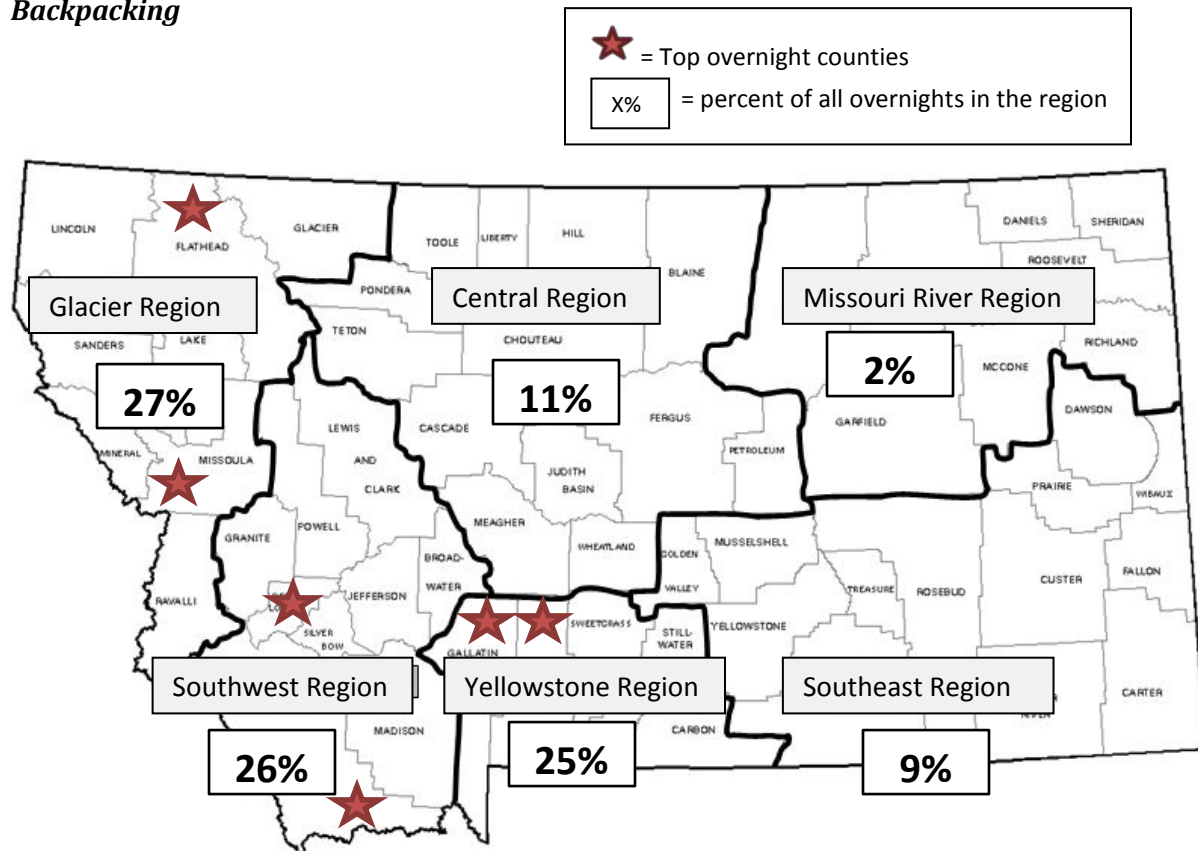 Backpacking
= Top overnight counties
X% = percent of all overnights in the region
LINCOLN
FLATHEAD
GLACIER
TOOLE
LIBERTY
HILL
BLAINE
DANIELS
SHERIDAN
ROOSEVELT
Glacier Region
PONDERA
Central Region
Missouri River Region
SANDERS
LAKE
TETON
CHOUTEAU
RICHLAND
27%
11%
2%
MCCONE
DAWSON
LEWIS
AND
CLARK
CASCADE
FERGUS
GARFIELD
MINERAL
MISSOULA
JUDITH
BASIN
PETROLEUM
PRAIRIE
WIBAUX
GRANITE
POWELL
MEAGHER
WHEATLAND
GOLDEN
VALLEY
MUSSELSHELL
BROAD-
WATER
RAVALLI
JEFFERSON
TREASURE
ROSEBUD
CUSTER
FALLON
SILVER
BOW
GALLATIN
SWEETGRASS
STILL-
WATER
YELLOWSTONE
Southwest Region
Yellowstone Region
Southeast Region
CARTER
MADISON
CARBON
26%
25%
9%